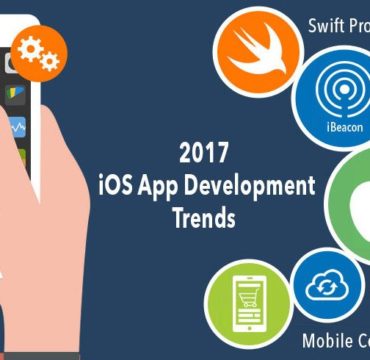 Swift Pro
iBeacon
2017
iOS App Development
Trends
Mobile Co